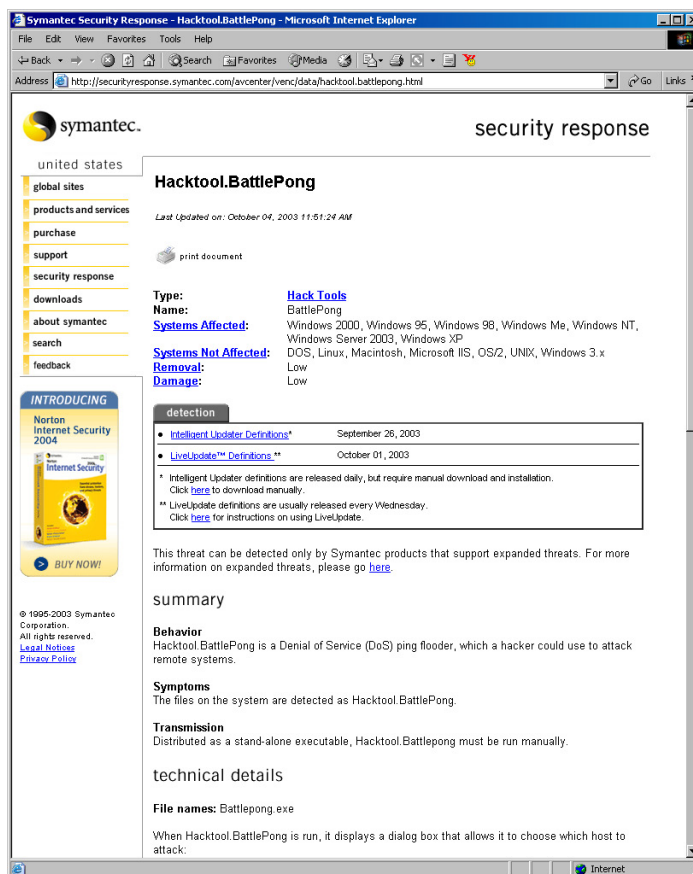 Symantec Security Response - Hacktool.BattlePong - Microsoft Internet Explorer
File Edit View Favorites Tools Help
Back Search Favorites Media
Address http://securityresponse.symantec.com/avcenter/venc/data/hacktool.battlepong.html Go Links
symantec.
security response
united states
global sites
products and services
purchase
support
security response
downloads
about symantec
search
feedback
INTRODUCING
Norton
Internet Security
2004
Internet Security
BUY NOW!
© 1995-2003 Symantec
Corporation.
All rights reserved.
Legal Notices
Privacy Policy
Hacktool.BattlePong
Last Updated on: October 04, 2003 11:51:24 AM
print document
Type: Hack Tools
Name: BattlePong
Systems Affected: Windows 2000, Windows 95, Windows 98, Windows Me, Windows NT,
Windows Server 2003, Windows XP
Systems Not Affected: DOS, Linux, Macintosh, Microsoft IIS, OS/2, UNIX, Windows 3.x
Removal: Low
Damage: Low
detection
• Intelligent Updater Definitions* September 26, 2003
• LiveUpdate™ Definitions ** October 01, 2003
* Intelligent Updater definitions are released daily, but require manual download and installation.
Click here to download manually.
** LiveUpdate definitions are usually released every Wednesday.
Click here for instructions on using LiveUpdate.
This threat can be detected only by Symantec products that support expanded threats. For more
information on expanded threats, please go here.
summary
Behavior
Hacktool.BattlePong is a Denial of Service (DoS) ping flooder, which a hacker could use to attack
remote systems.
Symptoms
The files on the system are detected as Hacktool.BattlePong.
Transmission
Distributed as a stand-alone executable, Hacktool.Battlepong must be run manually.
technical details
File names: Battlepong.exe
When Hacktool.BattlePong is run, it displays a dialog box that allows it to choose which host to
attack:
Internet